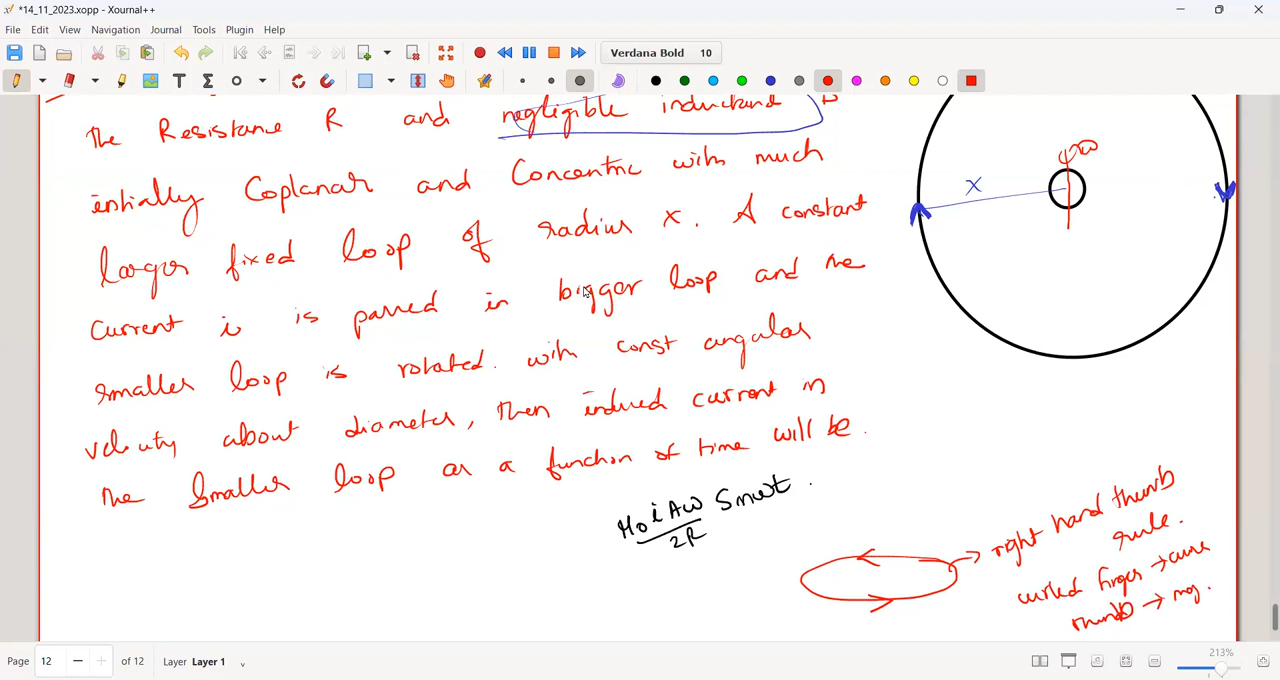 *14_11_2023.xopp - Xournal++
File Edit View Navigation Journal Tools Plugin Help
Verdana Bold 10
the Resistance R and negligible inductand
is
entially Coplanar and Concentric with much
larger fixed loop of radius x. A constant
current i is passed in bigger loop and the
smaller loop is rotated. with const angular
velocity about diameter, then induced current in
the smaller loop as a function of time will be.
μ₀iAω/2R Sinωt.
ω
x
right hand thumb
rule.
curled fingers →
thumb → mag.
Page 12 of 12 Layer Layer 1
213%